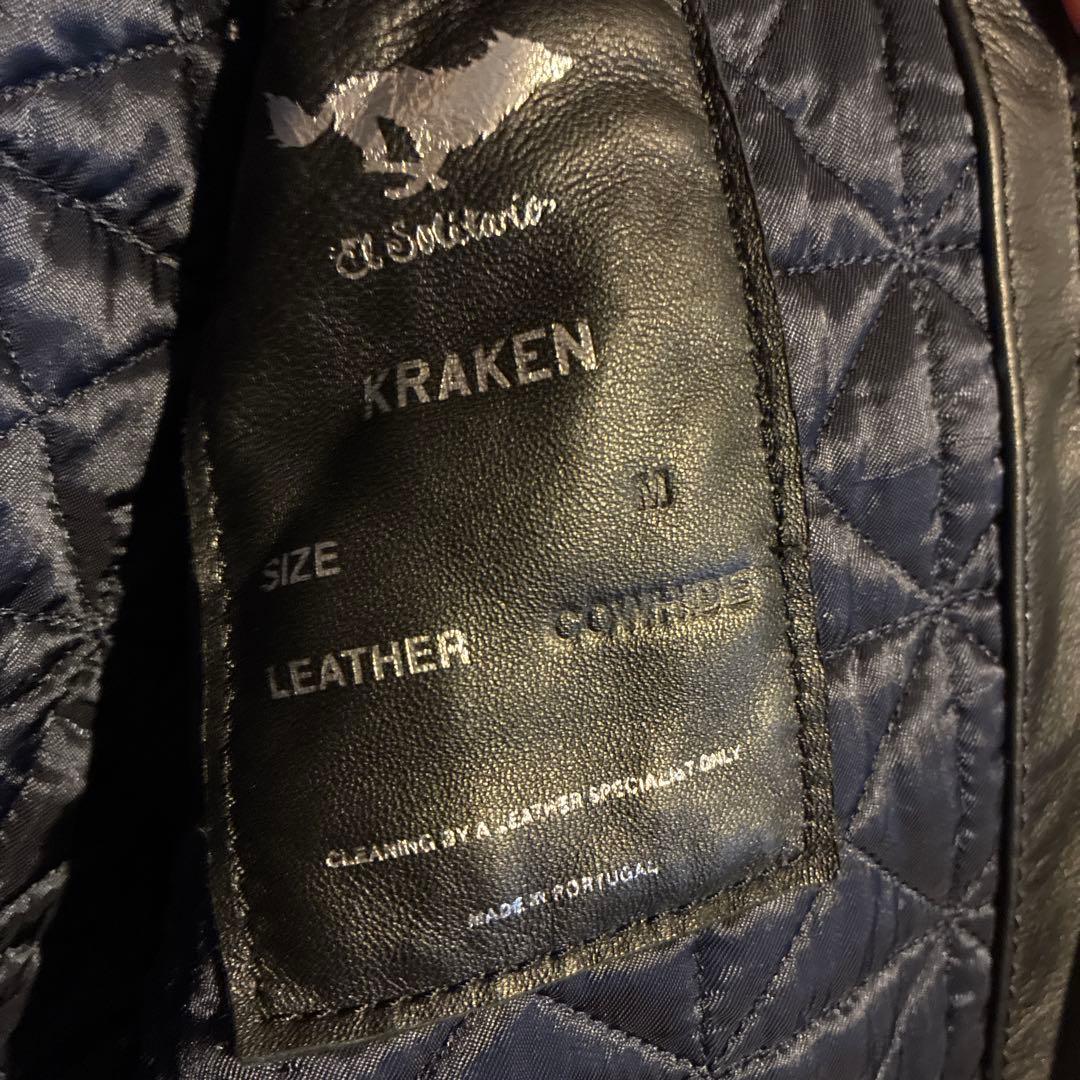 El Solitario
KRAKEN
SIZE M
LEATHER COWHIDE
CLEANING BY A LEATHER SPECIALIST ONLY
MADE IN PORTUGAL